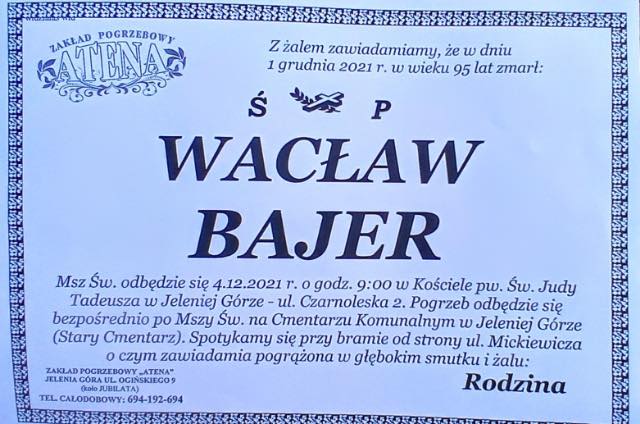 ZAKŁAD POGRZEBOWY
ATENA
Z żalem zawiadamiamy, że w dniu
1 grudnia 2021 r. w wieku 95 lat zmarł:
Ś P
WACŁAW
BAJER
Msz Św. odbędzie się 4.12.2021 r. o godz. 9:00 w Kościele pw. Św. Judy
Tadeusza w Jeleniej Górze - ul. Czarnoleska 2. Pogrzeb odbędzie się
bezpośrednio po Mszy Św. na Cmentarzu Komunalnym w Jeleniej Górze
(Stary Cmentarz). Spotykamy się przy bramie od strony ul. Mickiewicza
o czym zawiadamia pogrążona w głębokim smutku i żalu:
Rodzina
ZAKŁAD POGRZEBOWY „ATENA"
JELENIA GÓRA UL. OGIŃSKIEGO 9
(koło JUBILATA)
TEL. CAŁODOBOWY: 694-192-694